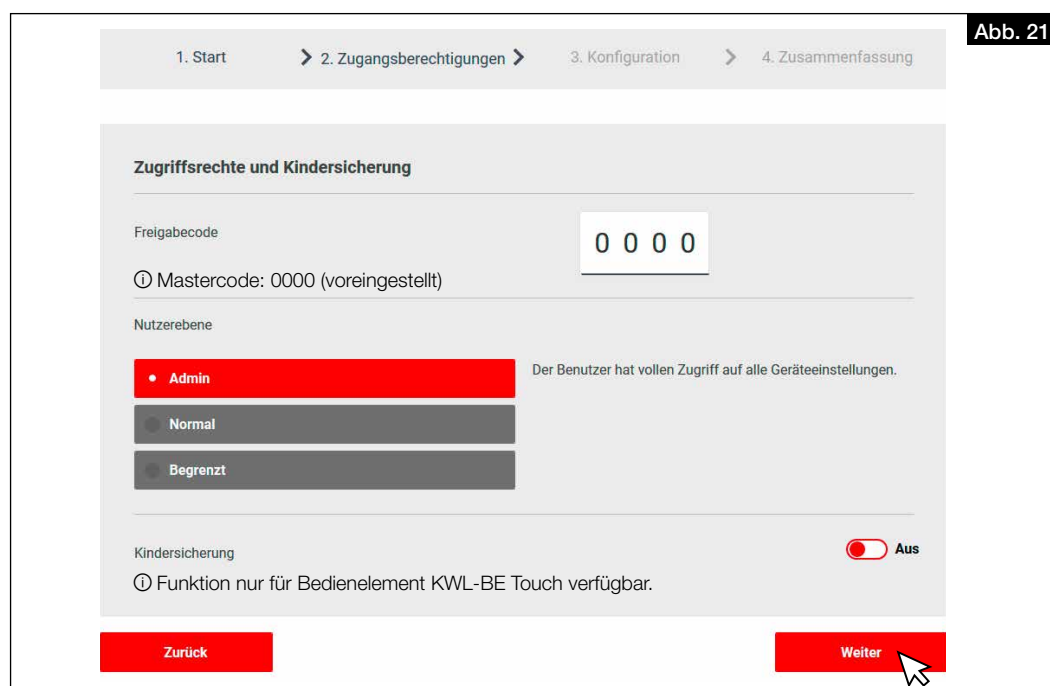 Abb. 21
1. Start > 2. Zugangsberechtigungen > 3. Konfiguration > 4. Zusammenfassung
Zugriffsrechte und Kindersicherung
Freigabecode
0 0 0 0
ⓘ Mastercode: 0000 (voreingestellt)
Nutzerebene
Admin
Der Benutzer hat vollen Zugriff auf alle Geräteeinstellungen.
Normal
Begrenzt
Kindersicherung
Aus
ⓘ Funktion nur für Bedienelement KWL-BE Touch verfügbar.
Zurück
Weiter